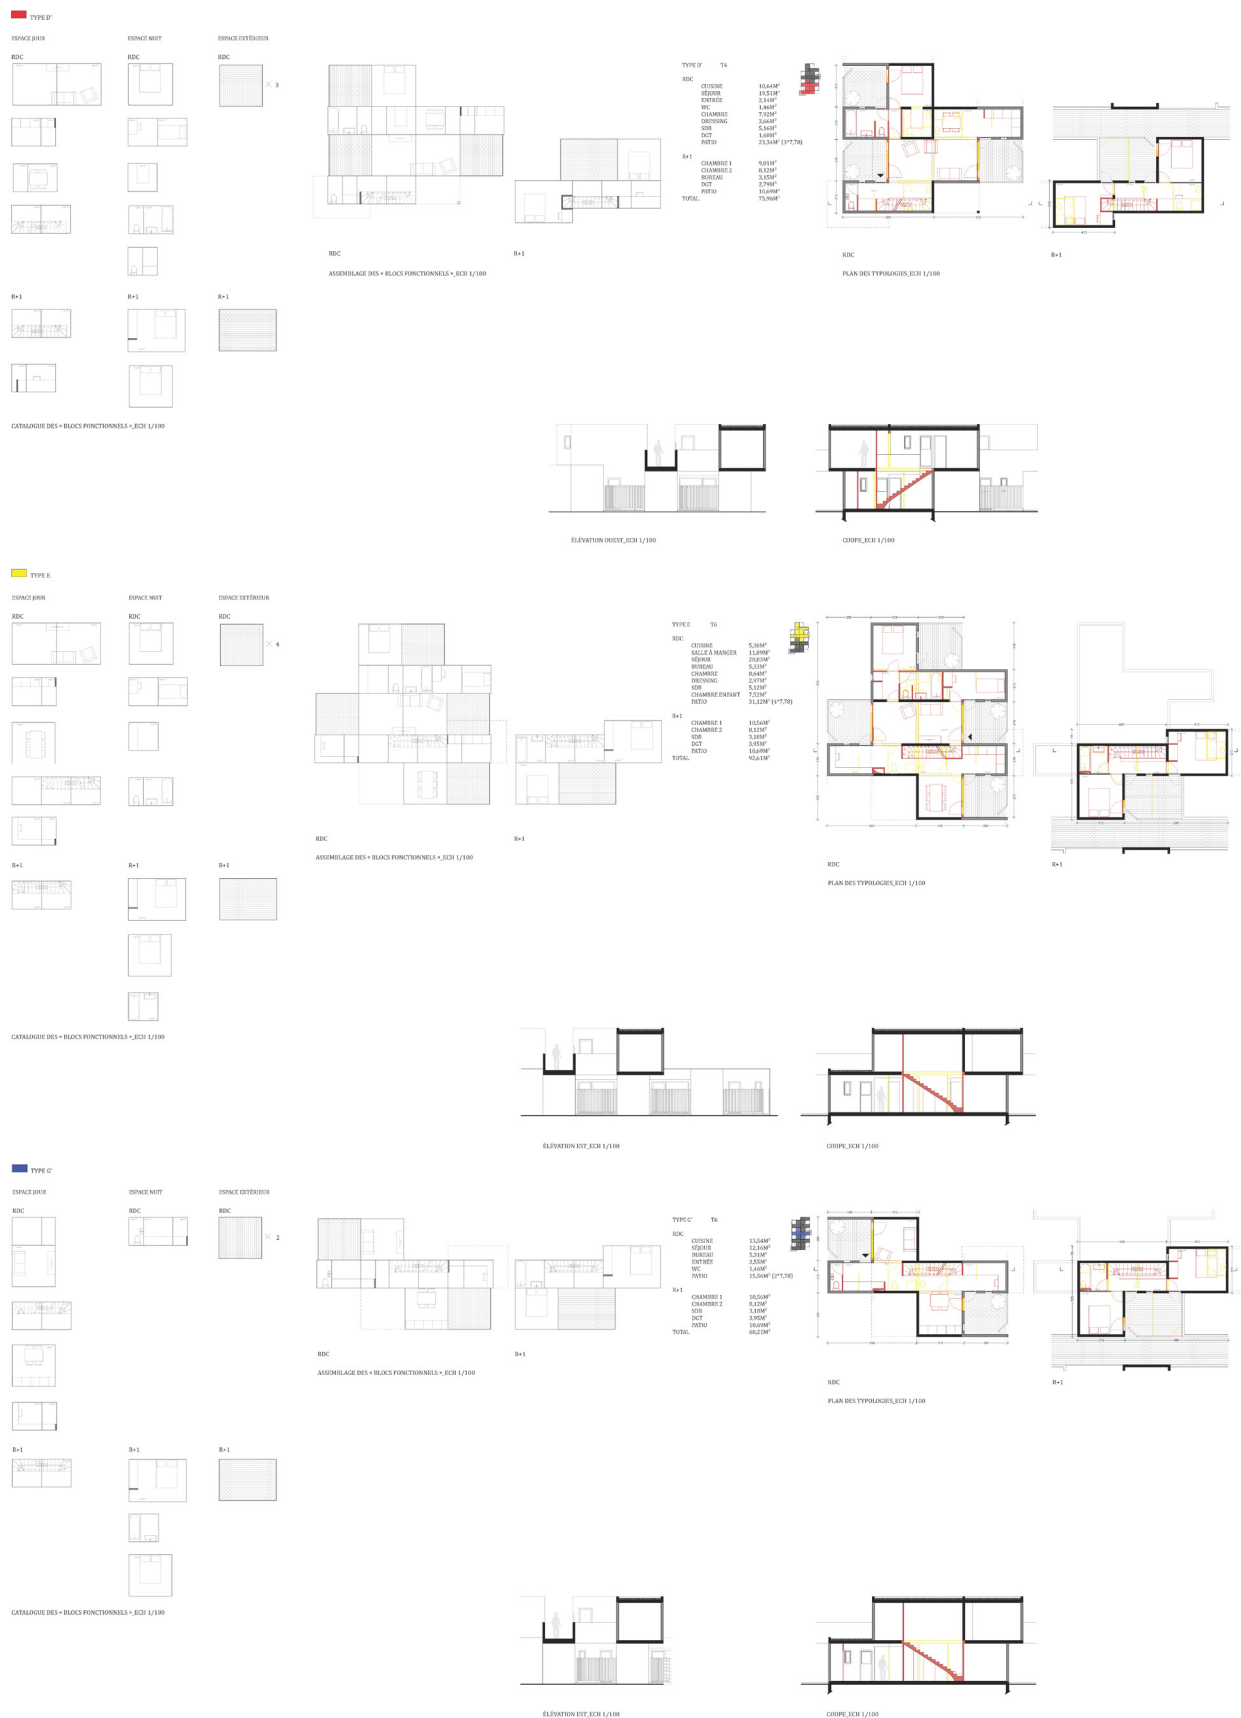 TYPE D'
ESPACE JOUR
ESPACE NUIT
ESPACE EXTÉRIEUR
RDC
RDC
RDC
× 3
R+1
R+1
R+1
CATALOGUE DES « BLOCS FONCTIONNELS »_ECH 1/100
RDC
R+1
ASSEMBLAGE DES « BLOCS FONCTIONNELS »_ECH 1/100
TYPE D' T4
RDC
CUISINE 10,64M²
SÉJOUR 19,51M²
ENTRÉE 2,14M²
WC 1,46M²
CHAMBRE 7,92M²
DRESSING 3,66M²
SDB 5,16M²
DGT 1,60M²
PATIO 23,34M² (3*7,78)
R+1
CHAMBRE 1 9,81M²
CHAMBRE 2 8,12M²
BUREAU 3,15M²
DGT 2,79M²
PATIO 10,69M²
TOTAL 75,96M²
RDC
R+1
PLAN DES TYPOLOGIES_ECH 1/100
ÉLÉVATION OUEST_ECH 1/100
COUPE_ECH 1/100
TYPE E
ESPACE JOUR
ESPACE NUIT
ESPACE EXTÉRIEUR
RDC
RDC
RDC
× 4
R+1
R+1
R+1
CATALOGUE DES « BLOCS FONCTIONNELS »_ECH 1/100
RDC
R+1
ASSEMBLAGE DES « BLOCS FONCTIONNELS »_ECH 1/100
TYPE E T6
RDC
CUISINE 5,36M²
SALLE À MANGER 11,09M²
SÉJOUR 20,83M²
BUREAU 5,33M²
CHAMBRE 8,64M²
DRESSING 2,97M²
SDB 5,12M²
CHAMBRE ENFANT 7,52M²
PATIO 31,12M² (4*7,78)
R+1
CHAMBRE 1 10,56M²
CHAMBRE 2 8,12M²
SDB 3,18M²
DGT 3,95M²
10,69M²
TOTAL 92,61M²
RDC
R+1
PLAN DES TYPOLOGIES_ECH 1/100
ÉLÉVATION EST_ECH 1/100
COUPE_ECH 1/100
TYPE G'
ESPACE JOUR
ESPACE NUIT
ESPACE EXTÉRIEUR
RDC
RDC
RDC
× 2
R+1
R+1
R+1
CATALOGUE DES « BLOCS FONCTIONNELS »_ECH 1/100
RDC
R+1
ASSEMBLAGE DES « BLOCS FONCTIONNELS »_ECH 1/100
TYPE G' T6
RDC
CUISINE 13,54M²
SÉJOUR 12,16M²
BUREAU 5,31M²
ENTRÉE 2,55M²
WC 1,46M²
PATIO 15,56M² (2*7,78)
R+1
CHAMBRE 1 10,56M²
CHAMBRE 2 8,12M²
SDB 3,18M²
DGT 3,95M²
PATIO 10,69M²
TOTAL 60,21M²
RDC
R+1
PLAN DES TYPOLOGIES_ECH 1/100
ÉLÉVATION EST_ECH 1/100
COUPE_ECH 1/100